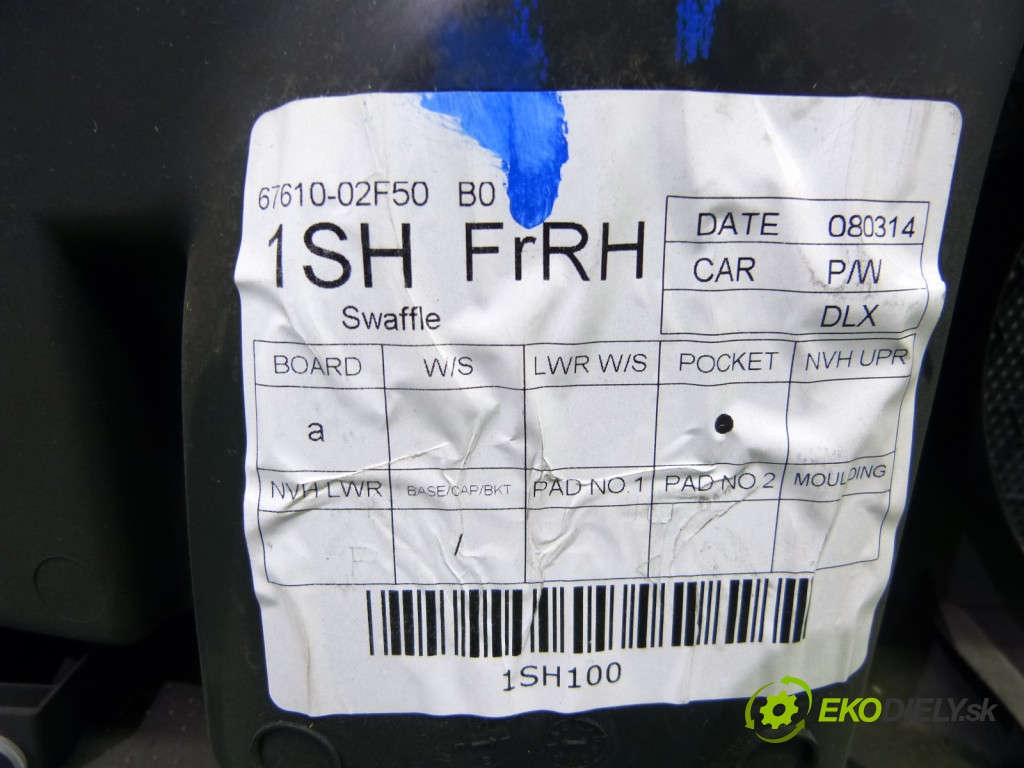 67610-02F50 B0
1SH FrRH
Swaffle
DATE 080314
CAR P/W
DLX
BOARD W/S LWR W/S POCKET NVH UPR
a •
NVH LWR BASE/CAP/BKT PAD NO.1 PAD NO.2 MOULDING
/
1SH100
EKODIELY.sk